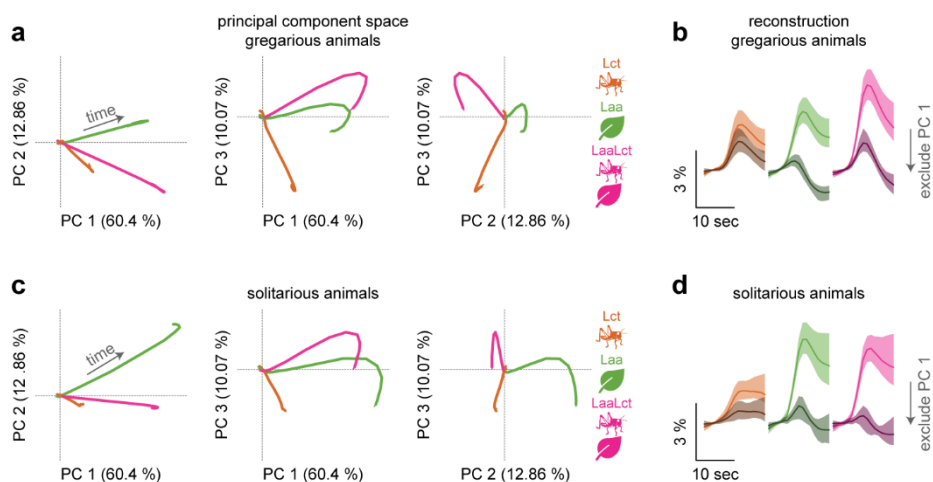 a
principal component space
gregarious animals
PC 2 (12.86 %)
time
PC 1 (60.4 %)
PC 3 (10.07 %)
PC 1 (60.4 %)
PC 3 (10.07 %)
PC 2 (12.86 %)
Lct
Laa
LaaLct
b
reconstruction
gregarious animals
3 %
10 sec
exclude PC 1
c
solitarious animals
PC 2 (12.86 %)
time
PC 1 (60.4 %)
PC 3 (10.07 %)
PC 1 (60.4 %)
PC 3 (10.07 %)
PC 2 (12.86 %)
Lct
Laa
LaaLct
d
solitarious animals
3 %
10 sec
exclude PC 1